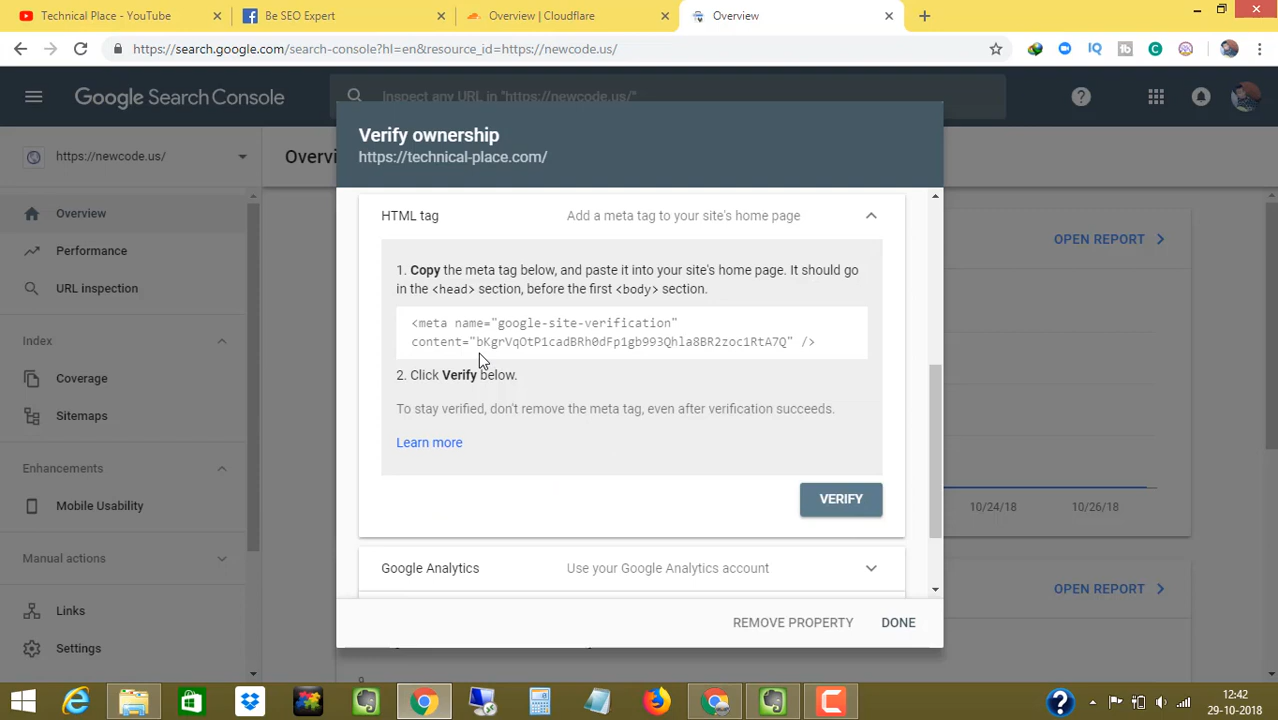 Technical Place - YouTube
Be SEO Expert
Overview | Cloudflare
Overview
https://search.google.com/search-console?hl=en&resource_id=https://newcode.us/
Google Search Console
Inspect any URL in "https://newcode.us/"
https://newcode.us/
Overview
Performance
URL inspection
Index
Coverage
Sitemaps
Enhancements
Mobile Usability
Manual actions
Links
Settings
Overvi
OPEN REPORT
10/24/18
10/26/18
OPEN REPORT
Verify ownership
https://technical-place.com/
HTML tag
Add a meta tag to your site's home page
1. Copy the meta tag below, and paste it into your site's home page. It should go
in the <head> section, before the first <body> section.
<meta name="google-site-verification"
content="bKgrVqOtP1cadBRh0dFp1gb993Qhla8BR2zoc1RtA7Q" />
2. Click Verify below.
To stay verified, don't remove the meta tag, even after verification succeeds.
Learn more
VERIFY
Google Analytics
Use your Google Analytics account
REMOVE PROPERTY
DONE
12:42
29-10-2018